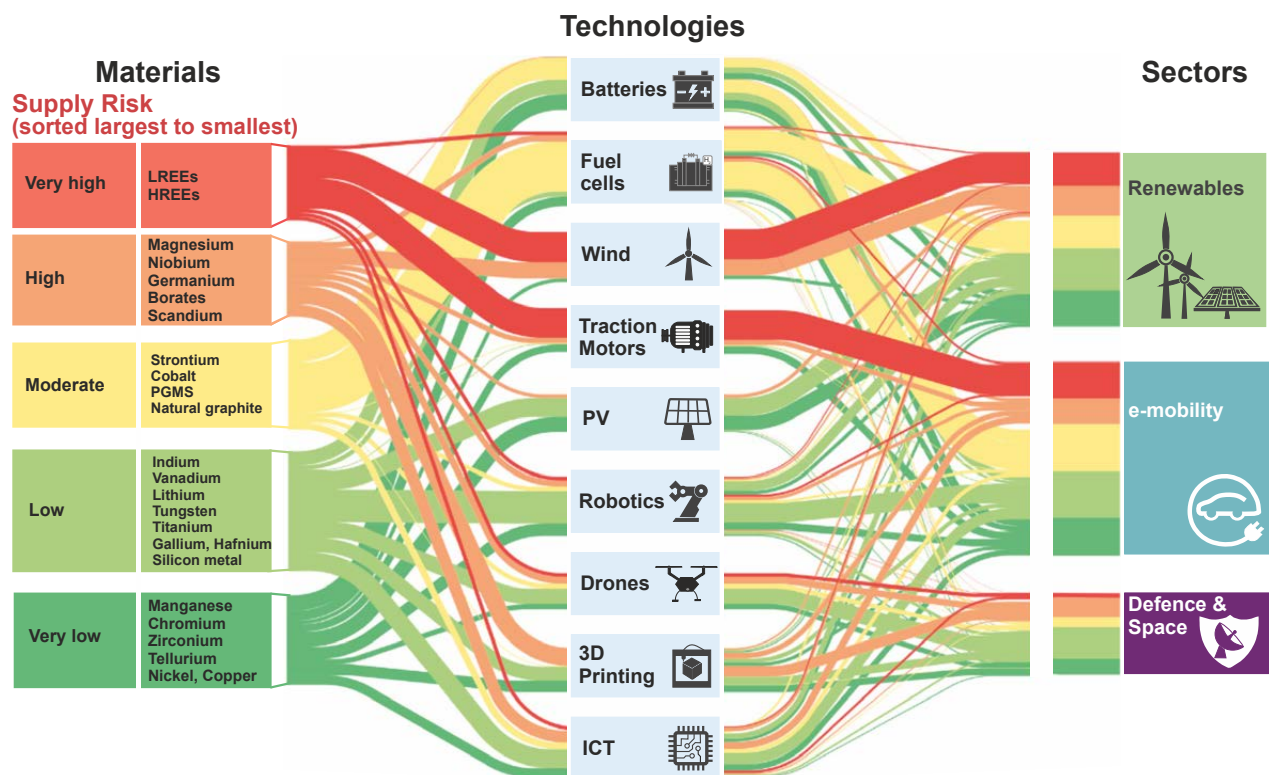 Technologies
Materials
Sectors
Supply Risk
(sorted largest to smallest)
Very high
LREEs
HREEs
High
Magnesium
Niobium
Germanium
Borates
Scandium
Moderate
Strontium
Cobalt
PGMS
Natural graphite
Low
Indium
Vanadium
Lithium
Tungsten
Titanium
Gallium, Hafnium
Silicon metal
Very low
Manganese
Chromium
Zirconium
Tellurium
Nickel, Copper
Batteries
Fuel
cells
Wind
Traction
Motors
PV
Robotics
Drones
3D
Printing
ICT
Renewables
e-mobility
Defence &
Space